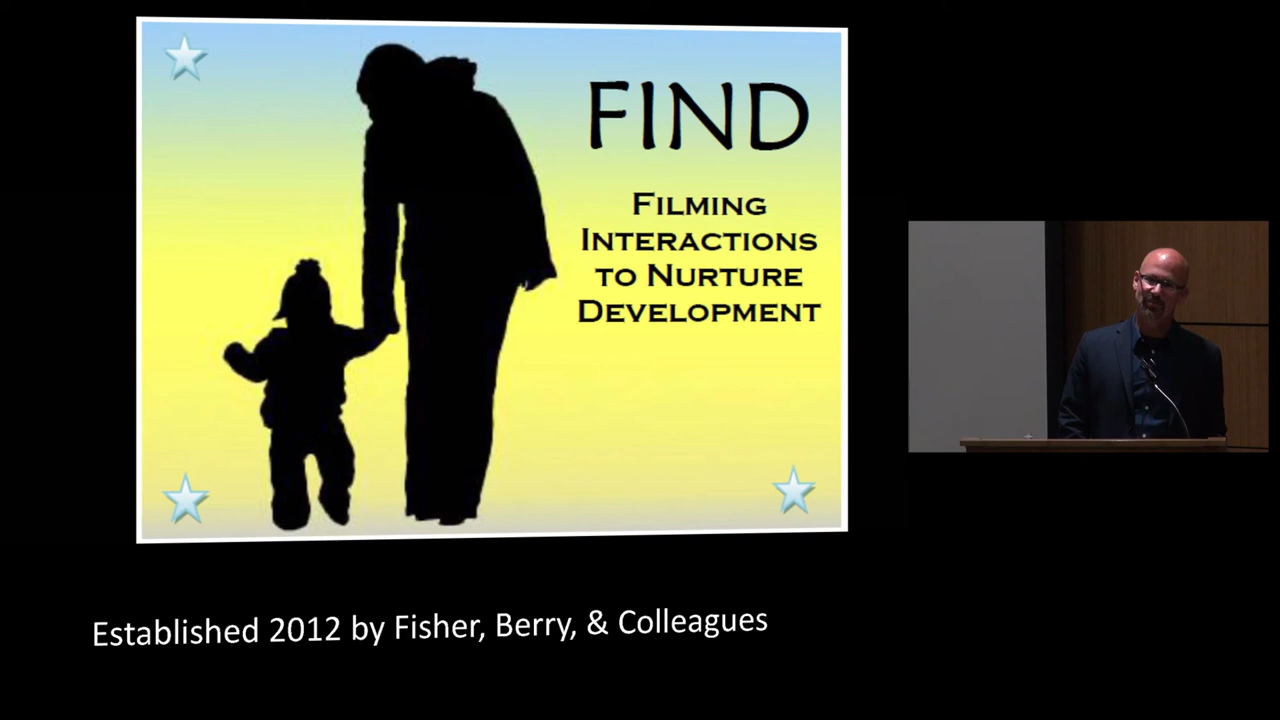 FIND
Filming
Interactions
to Nurture
Development
Established 2012 by Fisher, Berry, & Colleagues